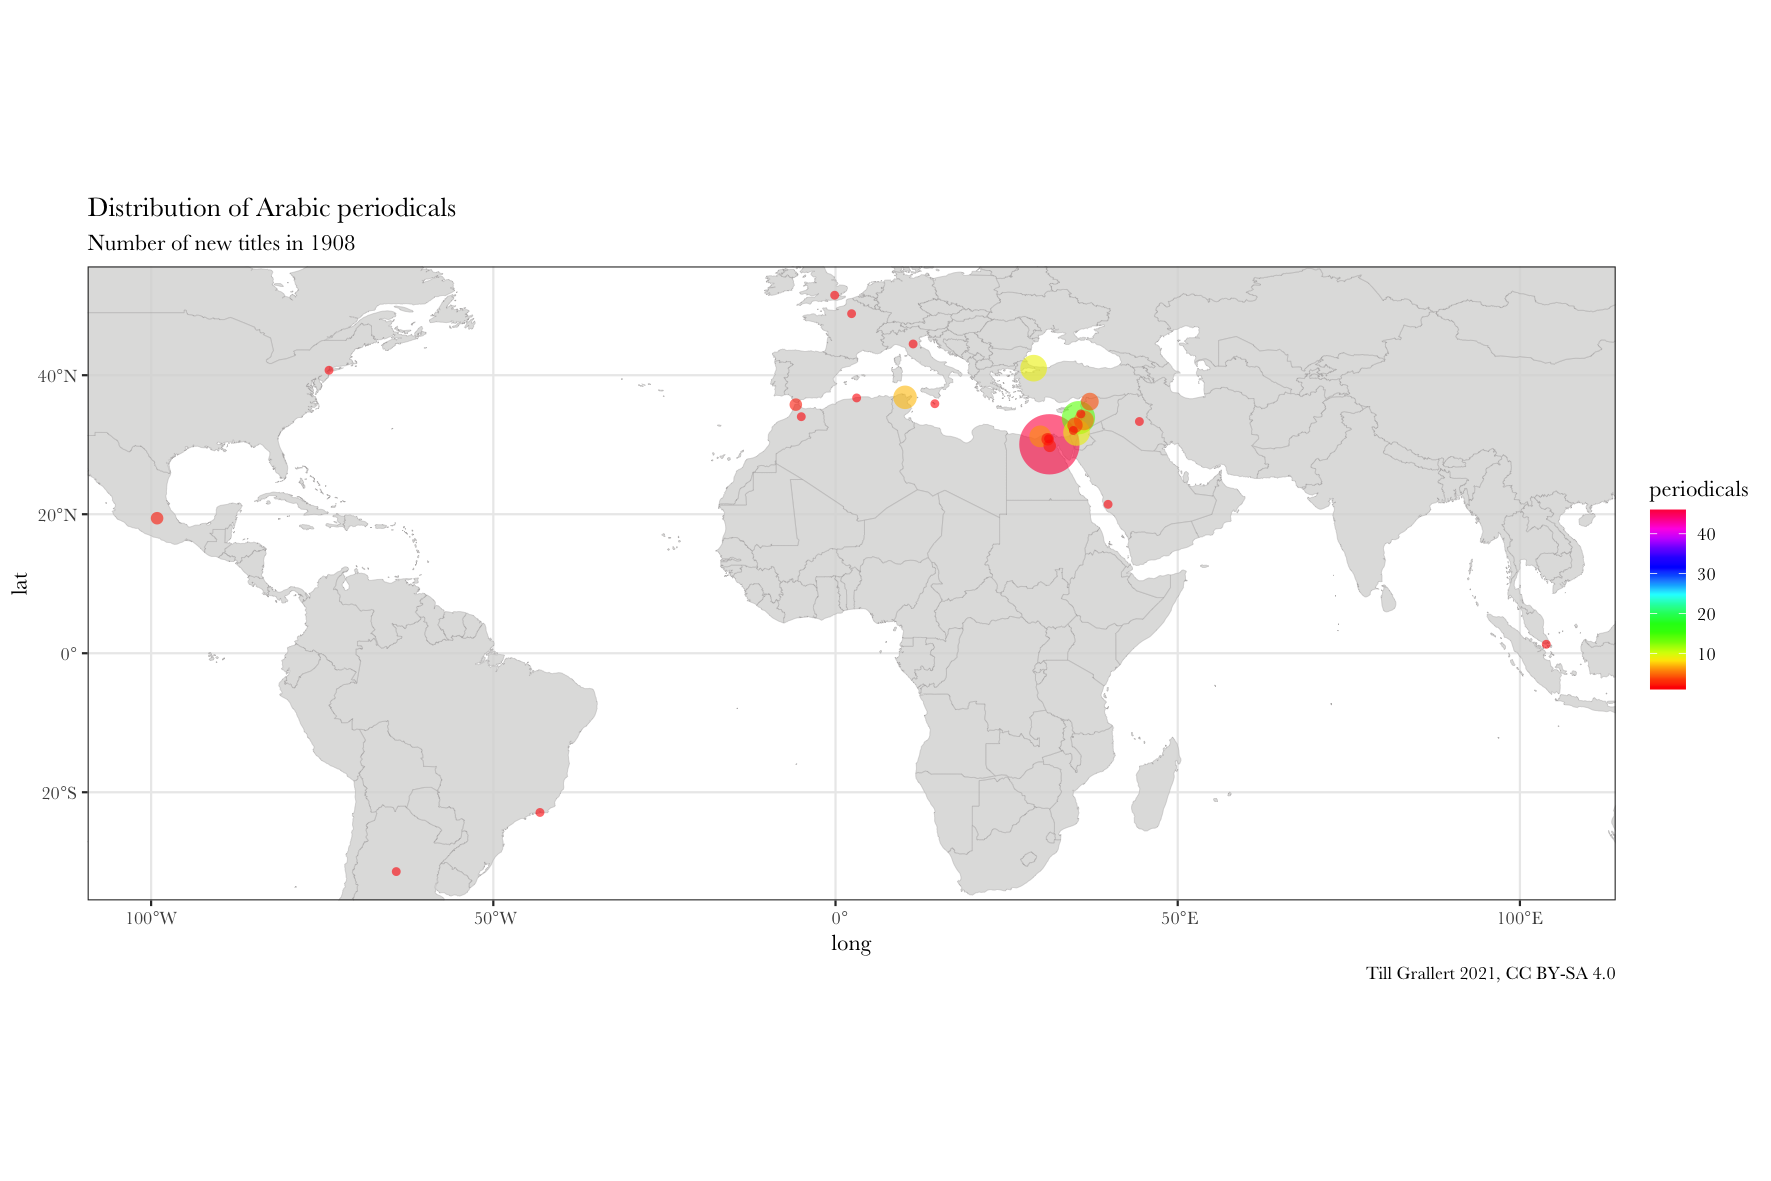 Distribution of Arabic periodicals
Number of new titles in 1908
lat
40°N
20°N
0°
20°S
100°W
50°W
0°
50°E
100°E
long
periodicals
40
30
20
10
Till Grallert 2021, CC BY-SA 4.0